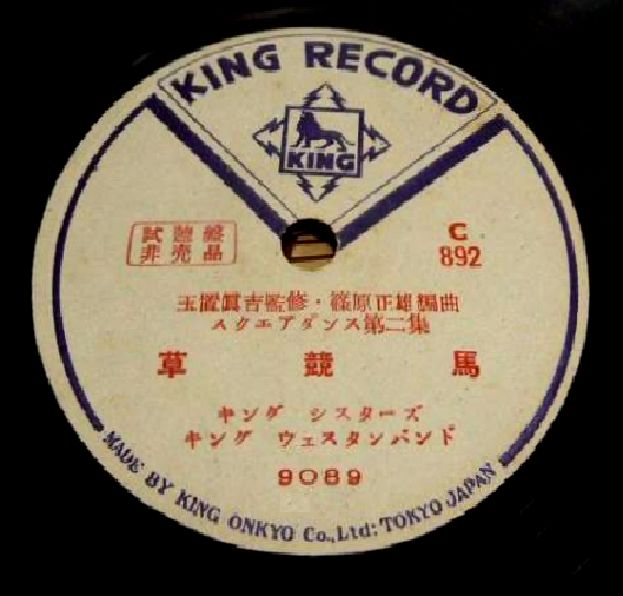 KING RECORD
KING
試聴盤
非売品
C
892
玉置眞吉監修・篠原正雄編曲
スクエアダンス第二集
草競馬
キング シスターズ
キング ウェスタンバンド
9089
MADE BY KING ONKYO Co.,Ltd: TOKYO JAPAN